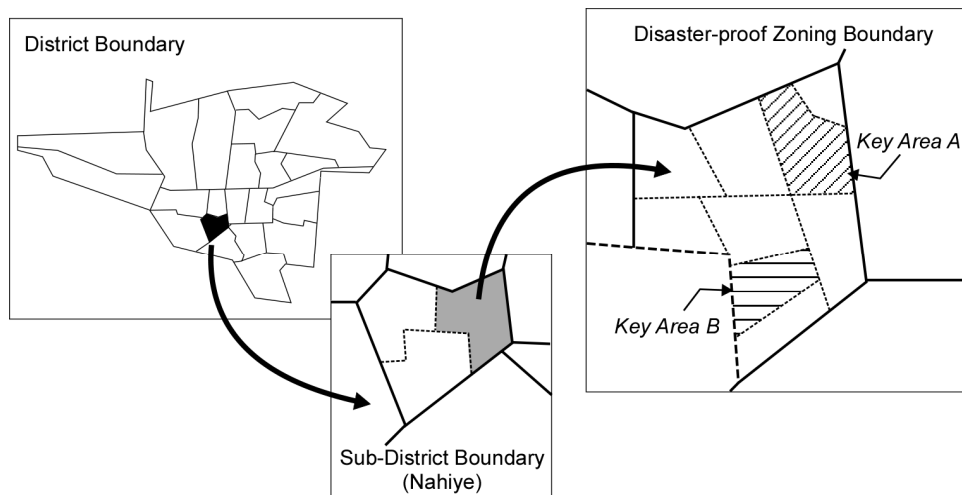 District Boundary
Disaster-proof Zoning Boundary
Key Area A
Key Area B
Sub-District Boundary
(Nahiye)